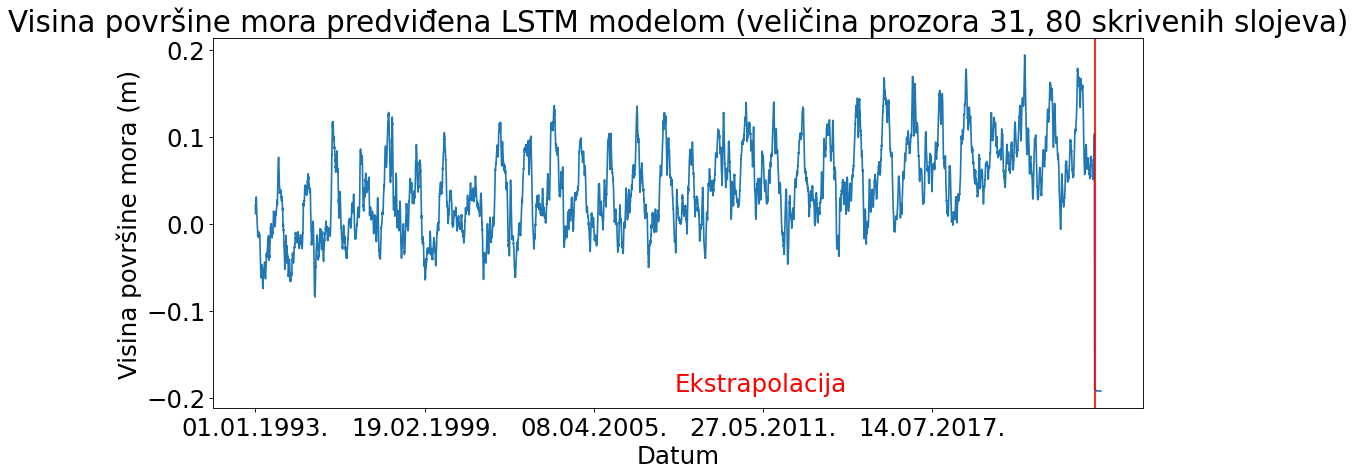 Visina površine mora predviđena LSTM modelom (veličina prozora 31, 80 skrivenih slojeva)
Visina površine mora (m)
0.2
0.1
0.0
−0.1
−0.2
Ekstrapolacija
01.01.1993. 19.02.1999. 08.04.2005. 27.05.2011. 14.07.2017.
Datum